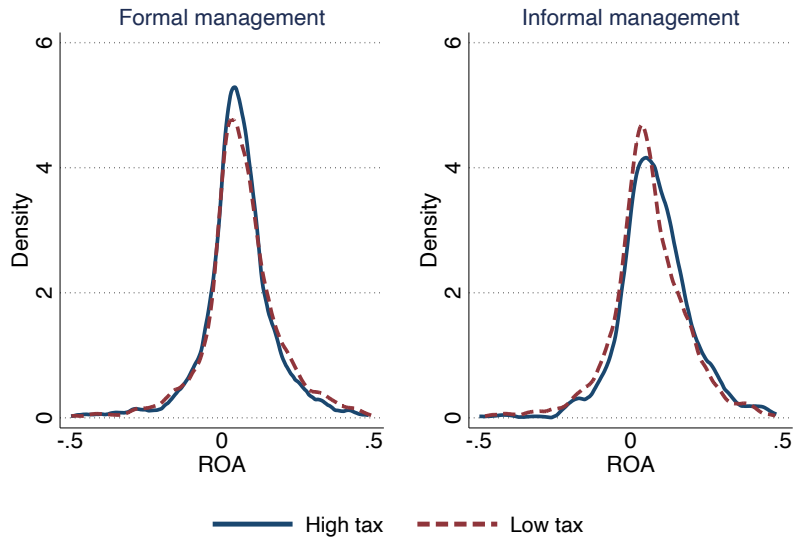 Formal management
6
4
2
0
Density
-.5 0 .5
ROA
Informal management
6
4
2
0
Density
-.5 0 .5
ROA
High tax Low tax